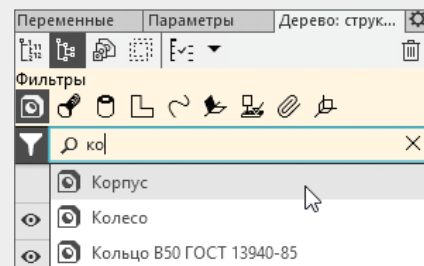 Переменные Параметры Дерево: струк...
Фильтры
ко
Корпус
Колесо
Кольцо B50 ГОСТ 13940-85